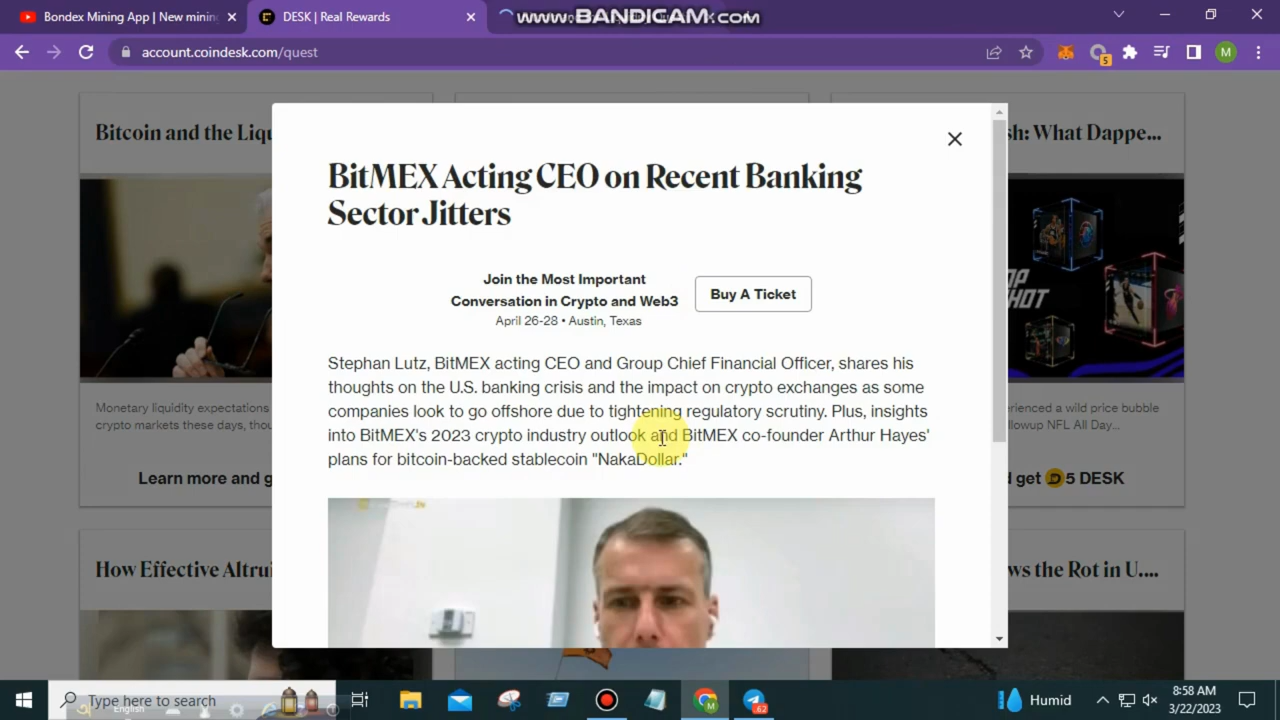 Bondex Mining App | New minin
DESK | Real Rewards
www.BANDICAM.com
account.coindesk.com/quest
5
M
Bitcoin and the Liqu
sh: What Dappe...
BitMEX Acting CEO on Recent Banking
Sector Jitters
Join the Most Important
Conversation in Crypto and Web3
April 26-28 • Austin, Texas
Buy A Ticket
Stephan Lutz, BitMEX acting CEO and Group Chief Financial Officer, shares his
thoughts on the U.S. banking crisis and the impact on crypto exchanges as some
companies look to go offshore due to tightening regulatory scrutiny. Plus, insights
into BitMEX's 2023 crypto industry outlook and BitMEX co-founder Arthur Hayes'
plans for bitcoin-backed stablecoin "NakaDollar."
OP
SHOT
Monetary liquidity expectations
crypto markets these days, thou
erienced a wild price bubble
followup NFL All Day...
Learn more and g
d get 5 DESK
How Effective Altrui
ws the Rot in U....
Type here to search
English
62
Humid
8:58 AM
3/22/2023